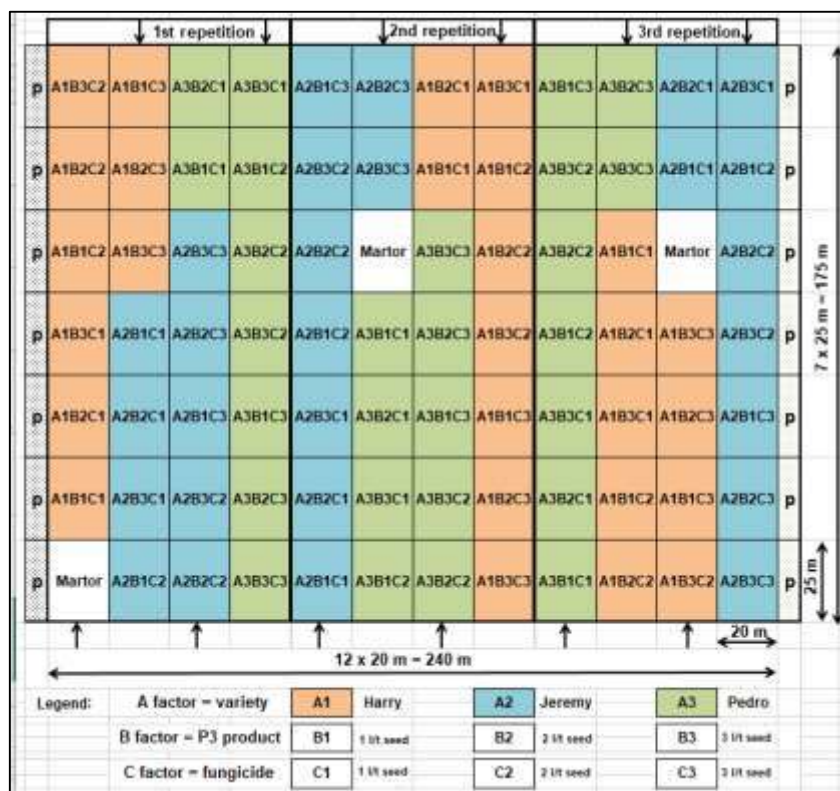 1st repetition 2nd repetition 3rd repetition
p A1B3C2 A1B1C3 A3B2C1 A3B3C1 A2B1C3 A2B2C3 A1B2C1 A1B3C1 A3B1C3 A3B2C3 A2B2C1 A2B3C1 p
p A1B2C2 A1B2C3 A3B1C1 A3B1C2 A2B3C2 A2B3C3 A1B1C1 A1B1C2 A3B3C2 A3B3C3 A2B1C1 A2B1C2 p
p A1B1C2 A1B3C3 A2B3C3 A3B2C2 A2B2C2 Martor A3B3C3 A1B2C2 A3B2C2 A1B1C1 Martor A2B2C2 p
p A1B3C1 A2B1C1 A2B2C3 A3B3C2 A2B1C2 A3B1C1 A3B2C3 A1B3C2 A3B1C2 A1B2C1 A1B3C3 A2B3C2 p
p A1B2C1 A2B2C1 A2B1C3 A3B1C3 A2B3C1 A3B2C1 A3B1C3 A1B1C3 A3B3C1 A1B3C1 A1B2C3 A2B1C3 p
p A1B1C1 A2B3C1 A2B3C2 A3B2C3 A2B2C1 A3B3C1 A3B3C2 A1B2C3 A3B2C1 A1B1C2 A1B1C3 A2B2C3 p
p Martor A2B1C2 A2B2C2 A3B3C3 A2B1C1 A3B1C2 A3B2C2 A1B3C3 A3B1C1 A1B2C2 A1B3C2 A2B3C3 p
7 x 25 m – 175 m
25 m
20 m
12 x 20 m – 240 m
Legend: A factor – variety A1 Harry A2 Jeremy A3 Pedro
B factor = P3 product B1 1 l/t seed B2 2 l/t seed B3 3 l/t seed
C factor = fungicide C1 1 l/t seed C2 2 l/t seed C3 3 l/t seed